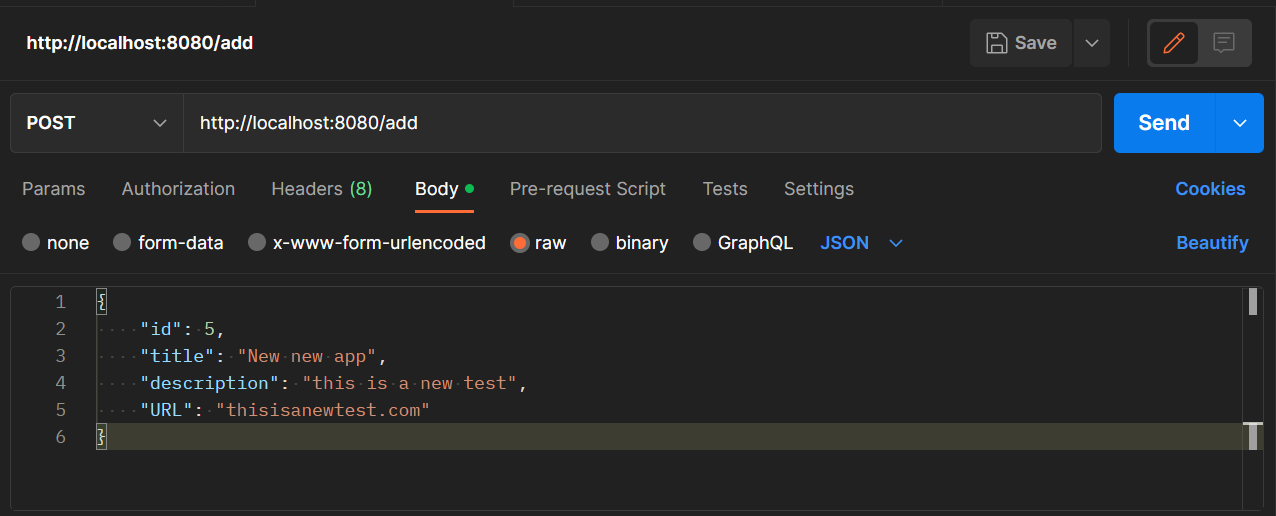 http://localhost:8080/add
Save
POST
http://localhost:8080/add
Send
Params Authorization Headers (8) Body Pre-request Script Tests Settings Cookies
none form-data x-www-form-urlencoded raw binary GraphQL JSON Beautify
1 {
2 "id": 5,
3 "title": "New new app",
4 "description": "this is a new test",
5 "URL": "thisisanewtest.com"
6 }